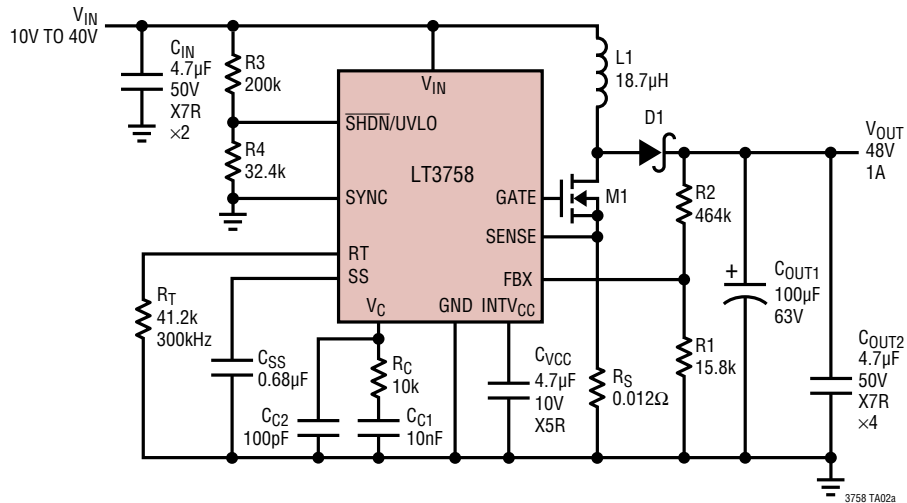 VIN
10V TO 40V
CIN
4.7µF
50V
X7R
×2
R3
200k
R4
32.4k
VIN
SHDN/UVLO
LT3758
SYNC
GATE
SENSE
RT
SS
FBX
VC
GND
INTVCC
L1
18.7µH
D1
M1
VOUT
48V
1A
R2
464k
+
COUT1
100µF
63V
COUT2
4.7µF
50V
X7R
×4
R1
15.8k
RT
41.2k
300kHz
CSS
0.68µF
RC
10k
CC2
100pF
CC1
10nF
CVCC
4.7µF
10V
X5R
RS
0.012Ω
3758 TA02a